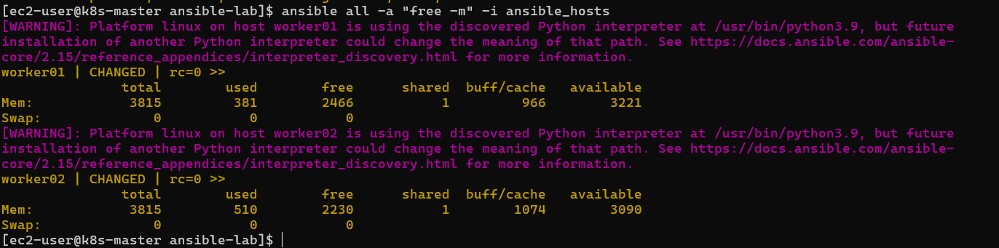 [ec2-user@k8s-master ansible-lab]$ ansible all -a "free -m" -i ansible_hosts
[WARNING]: Platform linux on host worker01 is using the discovered Python interpreter at /usr/bin/python3.9, but future
installation of another Python interpreter could change the meaning of that path. See https://docs.ansible.com/ansible-
core/2.15/reference_appendices/interpreter_discovery.html for more information.
worker01 | CHANGED | rc=0 >>
               total        used        free      shared  buff/cache   available
Mem:            3815         381        2466           1         966        3221
Swap:              0           0           0
[WARNING]: Platform linux on host worker02 is using the discovered Python interpreter at /usr/bin/python3.9, but future
installation of another Python interpreter could change the meaning of that path. See https://docs.ansible.com/ansible-
core/2.15/reference_appendices/interpreter_discovery.html for more information.
worker02 | CHANGED | rc=0 >>
               total        used        free      shared  buff/cache   available
Mem:            3815         510        2230           1        1074        3090
Swap:              0           0           0
[ec2-user@k8s-master ansible-lab]$